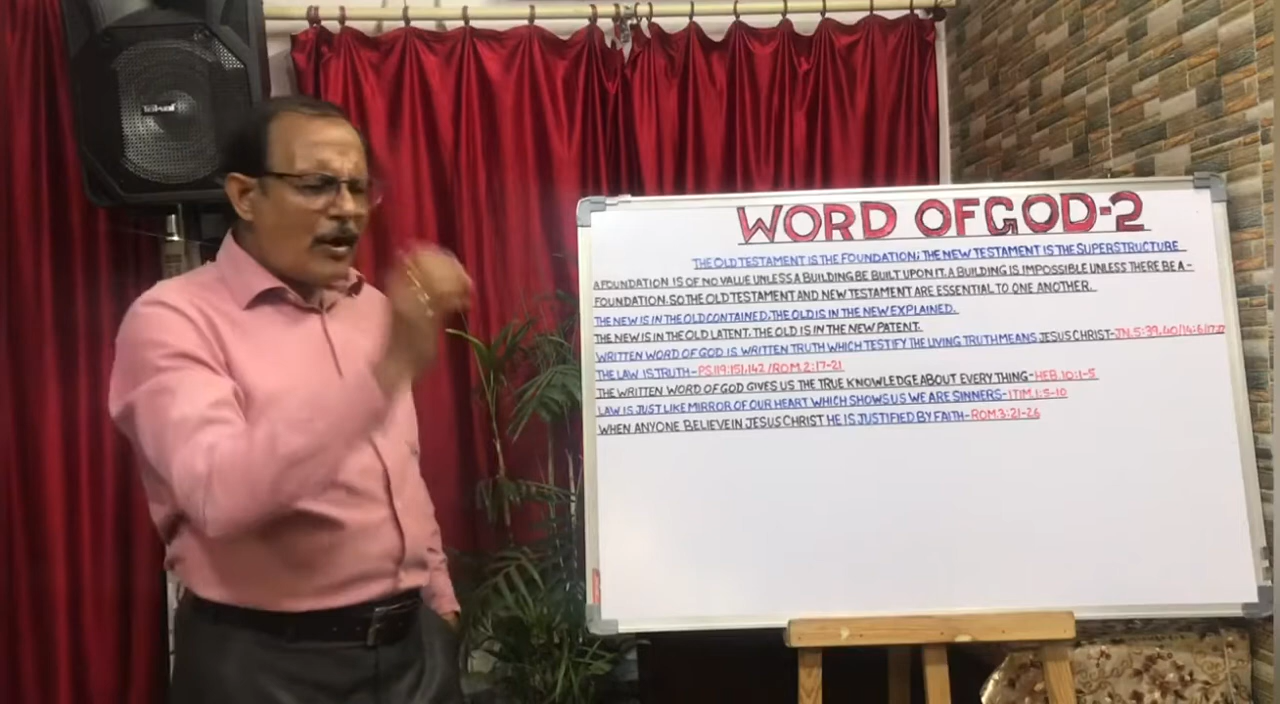 WORD OF GOD-2
THE OLD TESTAMENT IS THE FOUNDATION; THE NEW TESTAMENT IS THE SUPERSTRUCTURE
A FOUNDATION IS OF NO VALUE UNLESS A BUILDING BE BUILT UPON IT. A BUILDING IS IMPOSSIBLE UNLESS THERE BE A-
FOUNDATION. SO THE OLD TESTAMENT AND NEW TESTAMENT ARE ESSENTIAL TO ONE ANOTHER.
THE NEW IS IN THE OLD CONTAINED. THE OLD IS IN THE NEW EXPLAINED.
THE NEW IS IN THE OLD LATENT. THE OLD IS IN THE NEW PATENT.
WRITTEN WORD OF GOD IS WRITTEN TRUTH WHICH TESTIFY THE LIVING TRUTH MEANS JESUS CHRIST-JN.5:39,40/14:6/17:17
THE LAW IS TRUTH-PS.119:151,142/ROM.2:17-21
THE WRITTEN WORD OF GOD GIVES US THE TRUE KNOWLEDGE ABOUT EVERY THING-HEB.10:1-5
LAW IS JUST LIKE MIRROR OF OUR HEART WHICH SHOWS US WE ARE SINNERS-1TIM.1:5-10
WHEN ANYONE BELIEVE IN JESUS CHRIST HE IS JUSTIFIED BY FAITH-ROM.3:21-26